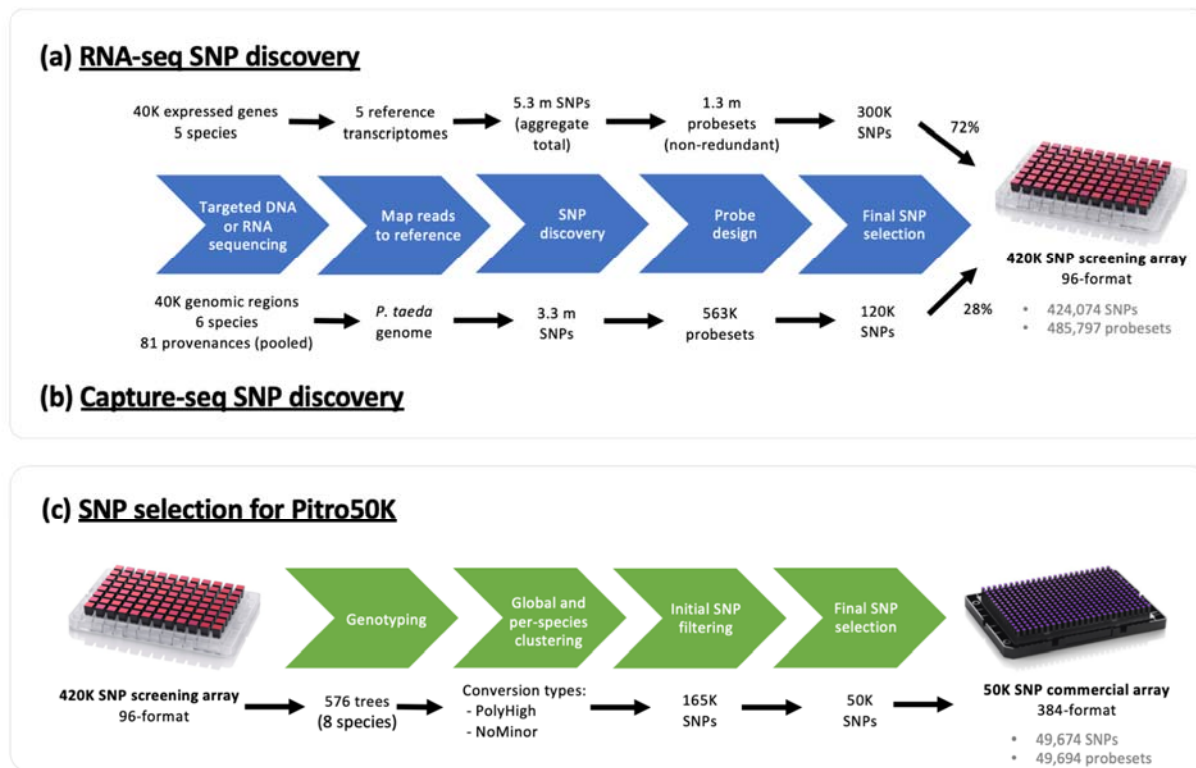 (a) RNA-seq SNP discovery
40K expressed genes
5 species
5 reference
transcriptomes
5.3 m SNPs
(aggregate
total)
1.3 m
probesets
(non-redundant)
300K
SNPs
72%
Targeted DNA
or RNA
sequencing
Map reads
to reference
SNP
discovery
Probe
design
Final SNP
selection
420K SNP screening array
96-format
• 424,074 SNPs
• 485,797 probesets
40K genomic regions
6 species
81 provenances (pooled)
P. taeda
genome
3.3 m
SNPs
563K
probesets
120K
SNPs
28%
(b) Capture-seq SNP discovery
(c) SNP selection for Pitro50K
Genotyping
Global and
per-species
clustering
Initial SNP
filtering
Final SNP
selection
420K SNP screening array
96-format
576 trees
(8 species)
Conversion types:
- PolyHigh
- NoMinor
165K
SNPs
50K
SNPs
50K SNP commercial array
384-format
• 49,674 SNPs
• 49,694 probesets